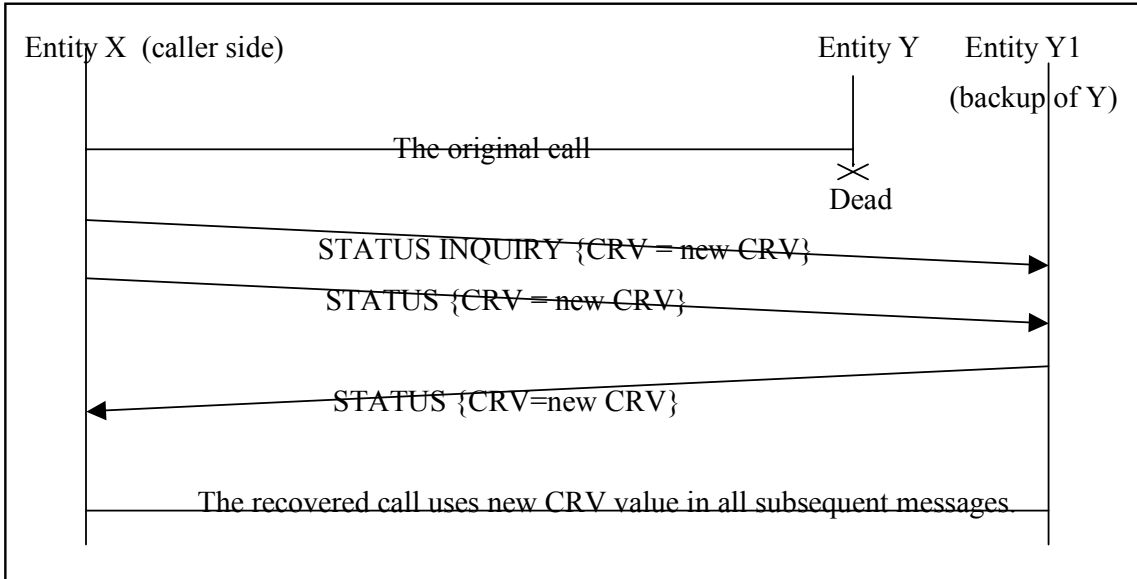 Entity X (caller side)
Entity Y
Entity Y1
(backup of Y)
The original call
Dead
STATUS INQUIRY {CRV = new CRV}
STATUS {CRV = new CRV}
STATUS {CRV=new CRV}
The recovered call uses new CRV value in all subsequent messages.